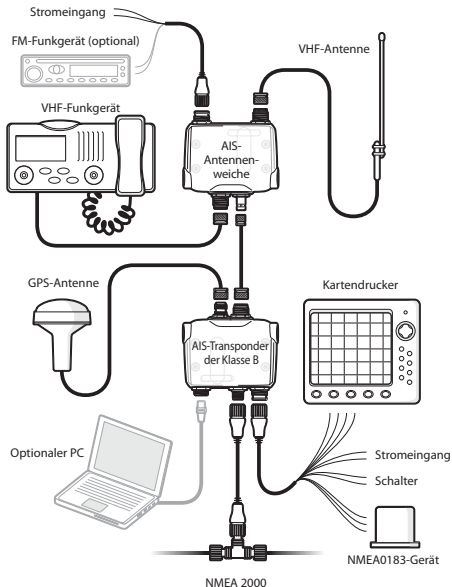 Stromeingang
FM-Funkgerät (optional)
VHF-Antenne
VHF-Funkgerät
AIS-
Antennen-
weiche
GPS-Antenne
Kartendrucker
AIS-Transponder
der Klasse B
Optionaler PC
Stromeingang
Schalter
NMEA0183-Gerät
NMEA 2000